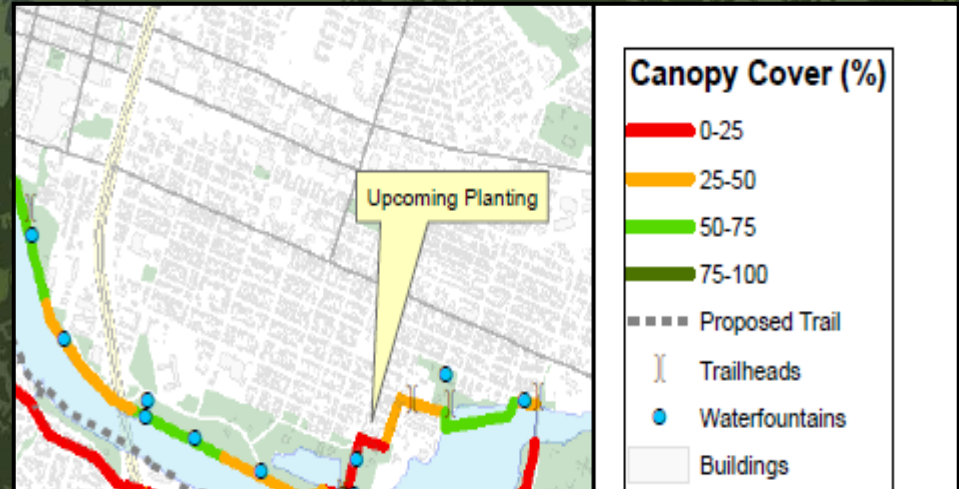 Upcoming Planting
Canopy Cover (%)
0-25
25-50
50-75
75-100
Proposed Trail
Trailheads
Waterfountains
Buildings